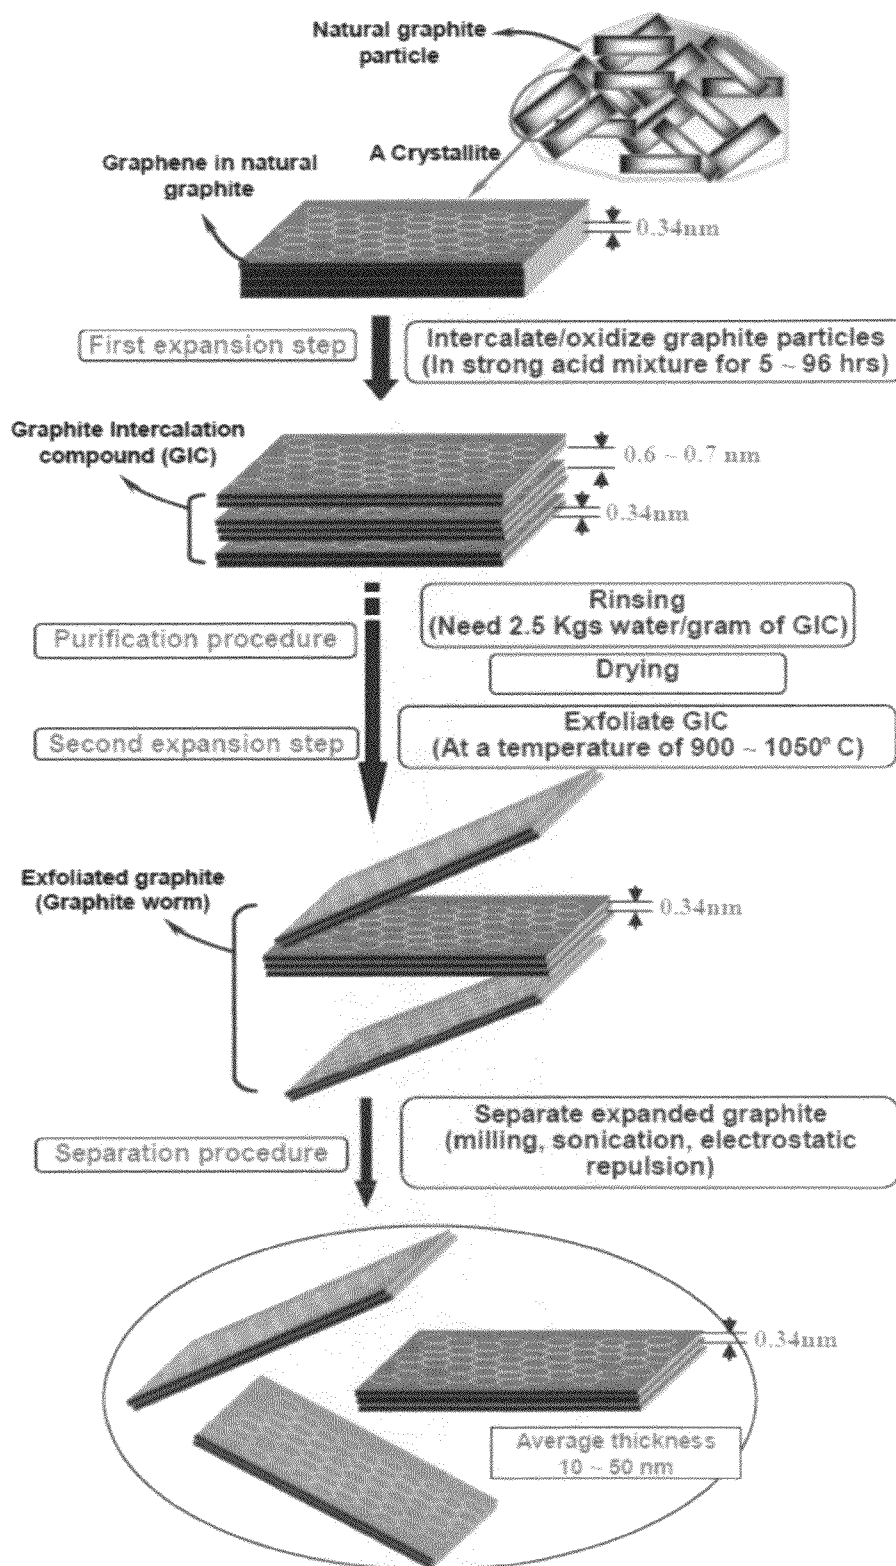 Natural graphite
particle
A Crystallite
Graphene in natural
graphite
0.34nm
First expansion step
Intercalate/oxidize graphite particles
(In strong acid mixture for 5 ~ 96 hrs)
Graphite Intercalation
compound (GIC)
0.6 ~ 0.7 nm
0.34nm
Purification procedure
Rinsing
(Need 2.5 Kgs water/gram of GIC)
Drying
Second expansion step
Exfoliate GIC
(At a temperature of 900 ~ 1050º C)
Exfoliated graphite
(Graphite worm)
0.34nm
Separation procedure
Separate expanded graphite
(milling, sonication, electrostatic
repulsion)
0.34nm
Average thickness
10 ~ 50 nm